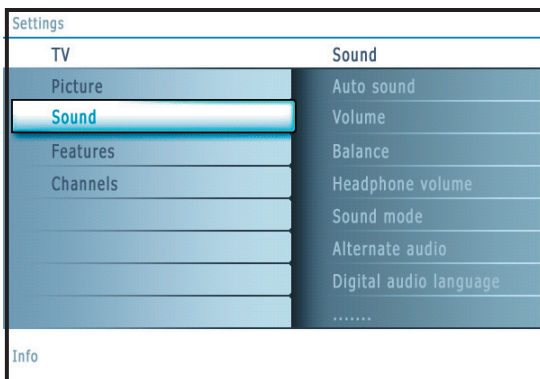 Settings
TV
Picture
Sound
Features
Channels
Sound
Auto sound
Volume
Balance
Headphone volume
Sound mode
Alternate audio
Digital audio language
.......
Info